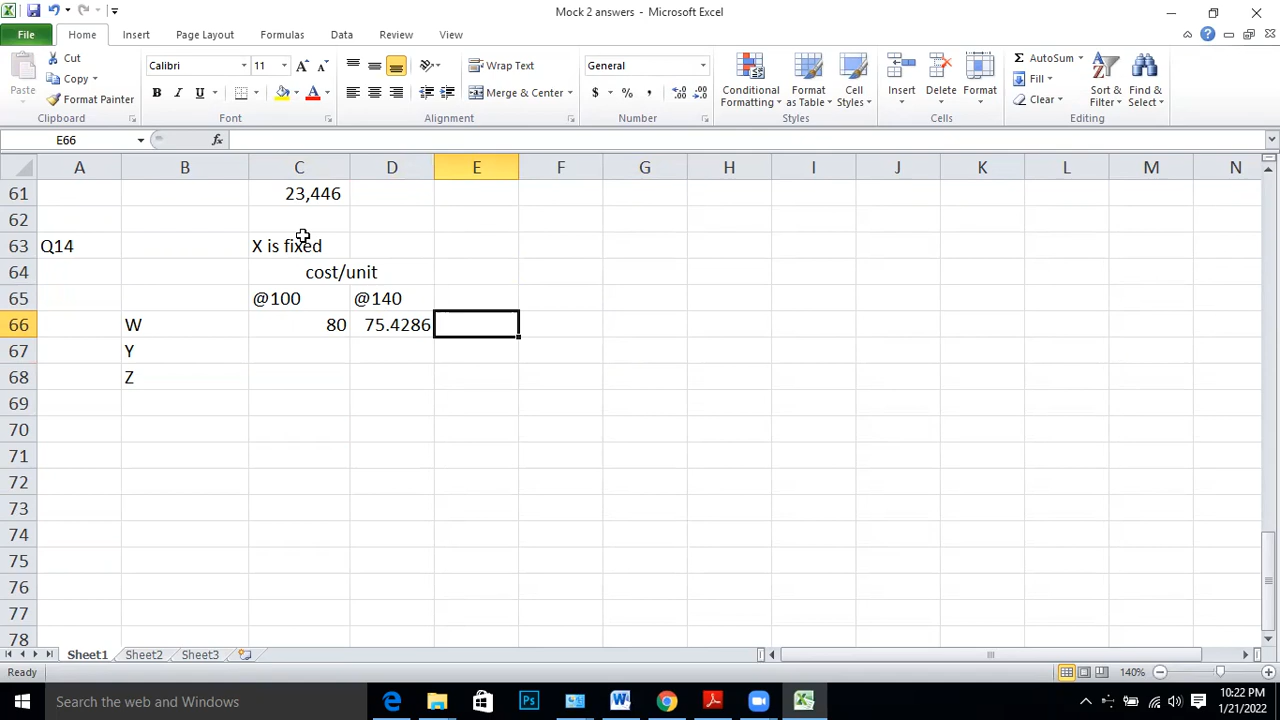 Mock 2 answers - Microsoft Excel
File Home Insert Page Layout Formulas Data Review View
Paste
Cut
Copy
Format Painter
Clipboard
Calibri 11
B I U
Font
Wrap Text
Merge & Center
Alignment
General
$ % ,
Number
Conditional Formatting
Format as Table
Cell Styles
Styles
Insert Delete Format
Cells
AutoSum
Fill
Clear
Sort & Filter
Find & Select
Editing
E66 fx
A B C D E F G H I J K L M N
61 23,446
62
63 Q14 X is fixed
64 cost/unit
65 @100 @140
66 W 80 75.4286
67 Y
68 Z
69
70
71
72
73
74
75
76
77
78
Sheet1 Sheet2 Sheet3
Ready 140%
Search the web and Windows
10:22 PM
1/21/2022